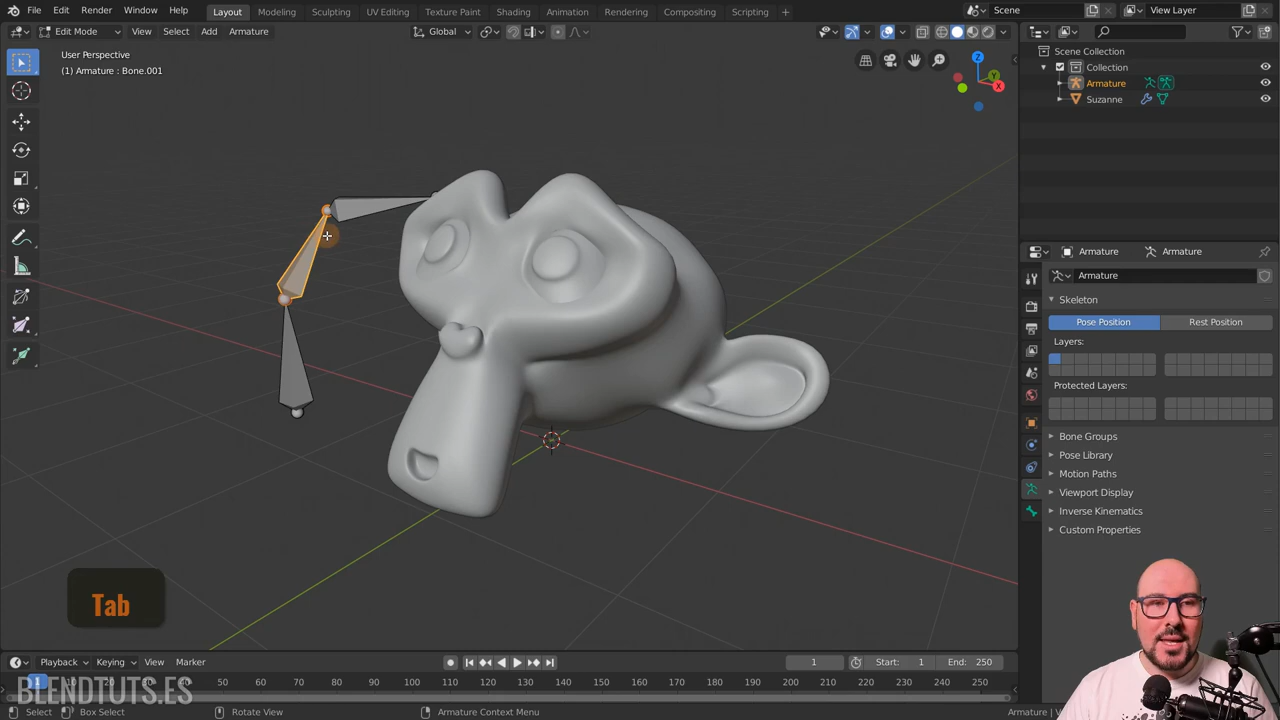 File Edit Render Window Help Layout Modeling Sculpting UV Editing Texture Paint Shading Animation Rendering Compositing Scripting + Scene View Layer
Edit Mode View Select Add Armature Global
User Perspective
(1) Armature : Bone.001
Z
Y
X
Scene Collection
Collection
Armature
Suzanne
Armature Armature
Armature
Skeleton
Pose Position Rest Position
Layers:
Protected Layers:
Bone Groups
Pose Library
Motion Paths
Viewport Display
Inverse Kinematics
Custom Properties
Tab
Playback Keying View Marker 1 Start: 1 End: 250
1 20 30 40 50 60 70 80 90 100 110 120 130 140 150 160 170 180 190 200 210 220 230 240 250
BLENDTUTS.ES
Select Box Select Rotate View Armature Context Menu Armature | V